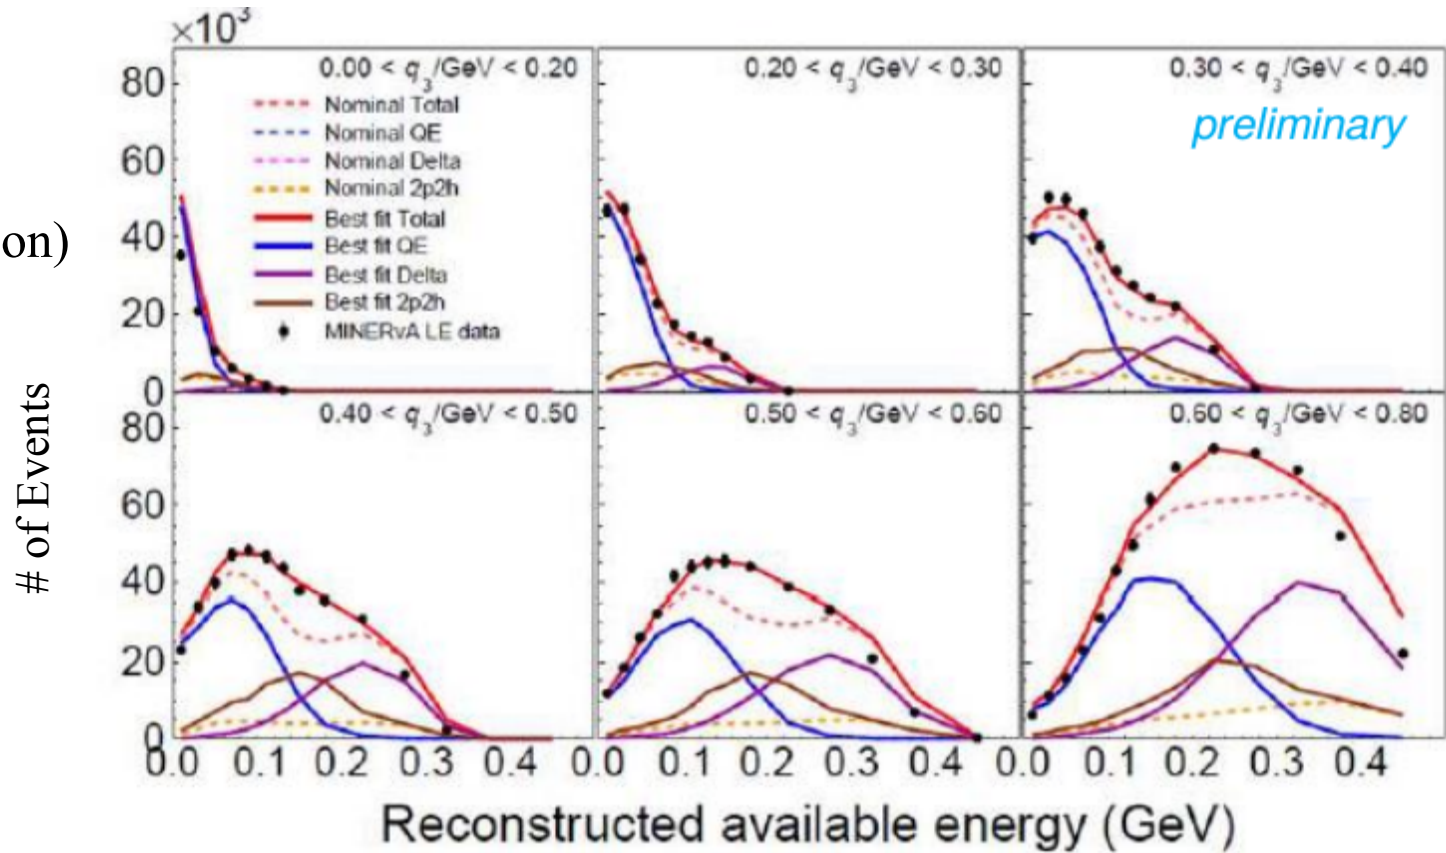 ×10³
0.00 < q₃/GeV < 0.20
0.20 < q₃/GeV < 0.30
0.30 < q₃/GeV < 0.40
preliminary
80
60
40
20
0
Nominal Total
Nominal QE
Nominal Delta
Nominal 2p2h
Best fit Total
Best fit QE
Best fit Delta
Best fit 2p2h
MINERvA LE data
on)
# of Events
0.40 < q₃/GeV < 0.50
0.50 < q₃/GeV < 0.60
0.60 < q₃/GeV < 0.80
80
60
40
20
0
0.0 0.1 0.2 0.3 0.4 0.0 0.1 0.2 0.3 0.4 0.0 0.1 0.2 0.3 0.4
Reconstructed available energy (GeV)